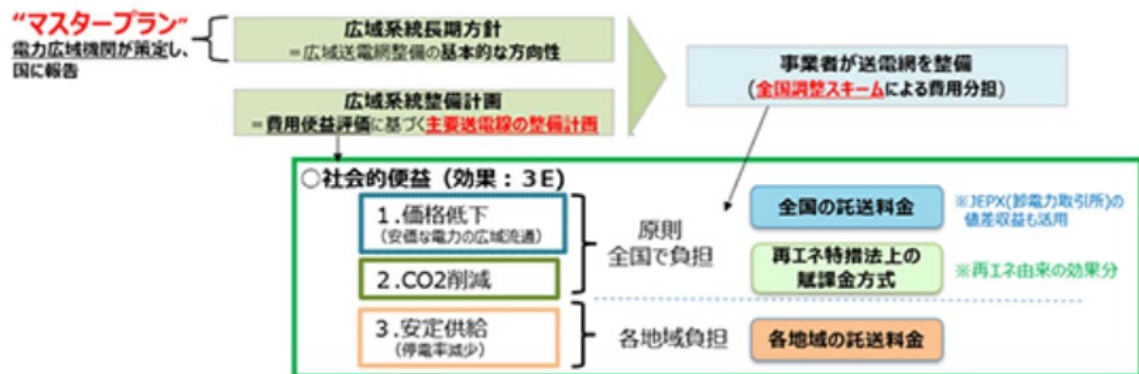 “マスタープラン”
電力広域機関が策定し、
国に報告
広域系統長期方針
＝広域送電網整備の基本的な方向性
広域系統整備計画
＝費用便益評価に基づく主要送電線の整備計画
事業者が送電網を整備
(全国調整スキームによる費用分担)
○社会的便益（効果：３E）
１.価格低下
（安価な電力の広域流通）
２.CO2削減
原則
全国で負担
３.安定供給
（停電率減少）
各地域負担
全国の託送料金
※JEPX(卸電力取引所)の
値差収益も活用
再エネ特措法上の
賦課金方式
※再エネ由来の効果分
各地域の託送料金